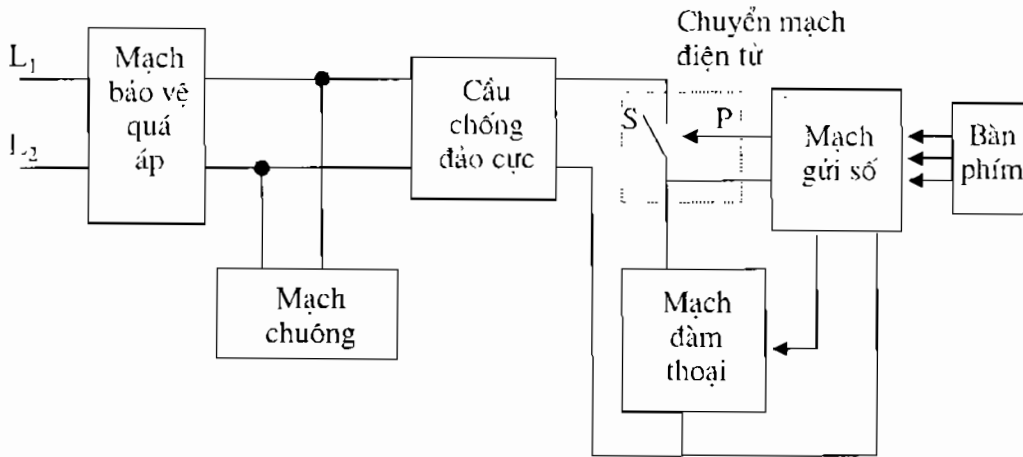 Chuyển mạch
điện tử
L1
L2
Mạch
bảo vệ
quá
áp
Cầu
chống
đảo cực
S
P
Mạch
gửi số
Bàn
phím
Mạch
chuông
Mạch
đàm
thoại